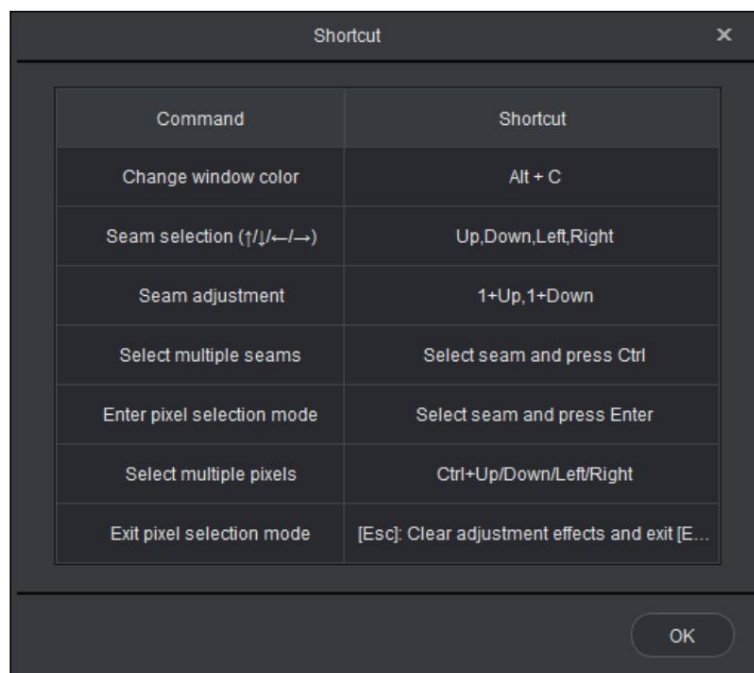 Shortcut ×
Command Shortcut
Change window color Alt + C
Seam selection (↑/↓/←/→) Up,Down,Left,Right
Seam adjustment 1+Up,1+Down
Select multiple seams Select seam and press Ctrl
Enter pixel selection mode Select seam and press Enter
Select multiple pixels Ctrl+Up/Down/Left/Right
Exit pixel selection mode [Esc]: Clear adjustment effects and exit [E...
OK